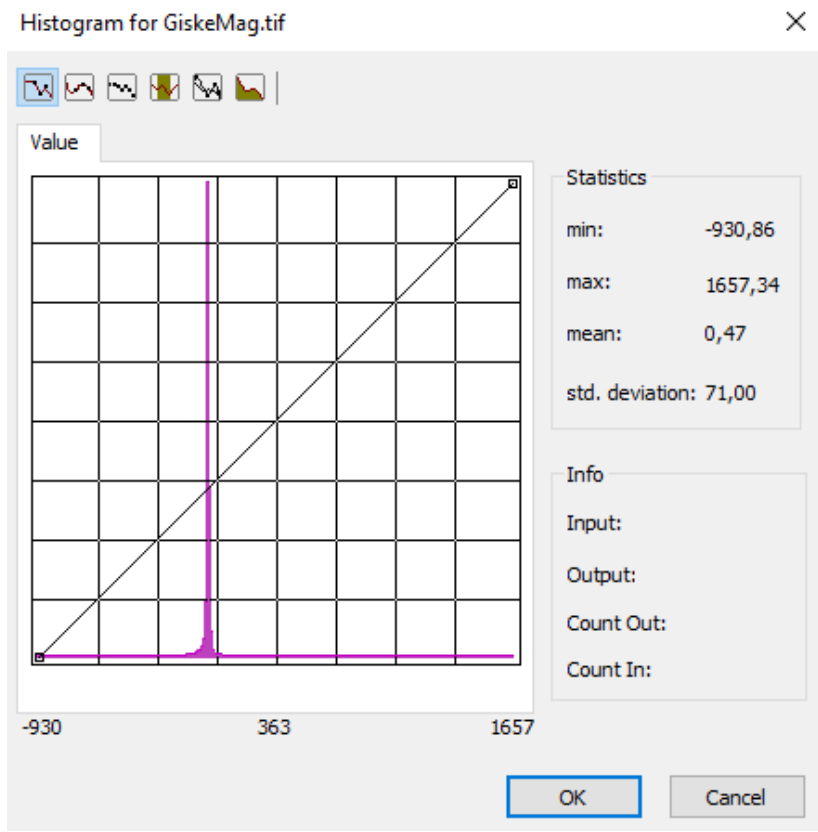 Histogram for GiskeMag.tif
Value
Statistics
min: -930,86
max: 1657,34
mean: 0,47
std. deviation: 71,00
Info
Input:
Output:
Count Out:
Count In:
-930 363 1657
OK Cancel